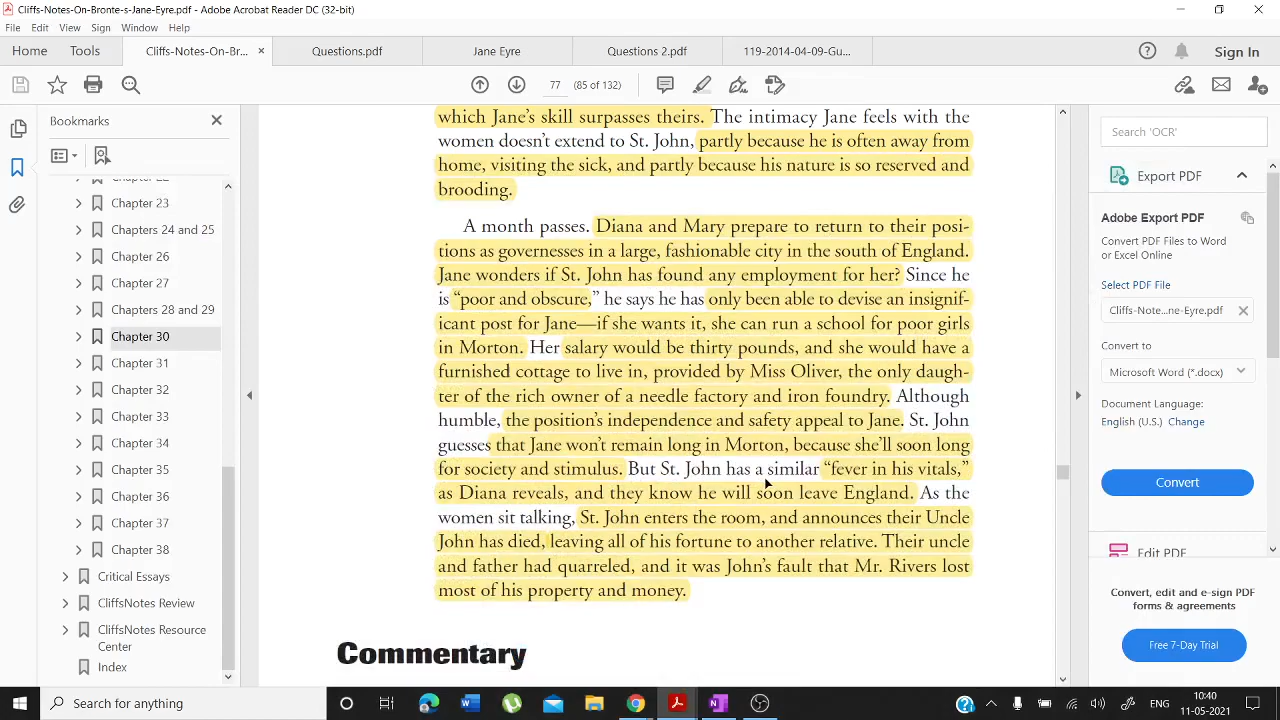 Cliffs-Notes-On-Bronte-s-Jane-Eyre.pdf - Adobe Acrobat Reader DC (32-bit)
File Edit View Sign Window Help
Home Tools Cliffs-Notes-On-Br... × Questions.pdf Jane Eyre Questions 2.pdf 119-2014-04-09-Gu... Sign In
77 (85 of 132)
Bookmarks
Chapter 22
Chapter 23
Chapters 24 and 25
Chapter 26
Chapter 27
Chapters 28 and 29
Chapter 30
Chapter 31
Chapter 32
Chapter 33
Chapter 34
Chapter 35
Chapter 36
Chapter 37
Chapter 38
Critical Essays
CliffsNotes Review
CliffsNotes Resource
Center
Index
which Jane’s skill surpasses theirs. The intimacy Jane feels with the
women doesn’t extend to St. John, partly because he is often away from
home, visiting the sick, and partly because his nature is so reserved and
brooding.
A month passes. Diana and Mary prepare to return to their posi-
tions as governesses in a large, fashionable city in the south of England.
Jane wonders if St. John has found any employment for her? Since he
is “poor and obscure,” he says he has only been able to devise an insignif-
icant post for Jane—if she wants it, she can run a school for poor girls
in Morton. Her salary would be thirty pounds, and she would have a
furnished cottage to live in, provided by Miss Oliver, the only daugh-
ter of the rich owner of a needle factory and iron foundry. Although
humble, the position’s independence and safety appeal to Jane. St. John
guesses that Jane won’t remain long in Morton, because she’ll soon long
for society and stimulus. But St. John has a similar “fever in his vitals,”
as Diana reveals, and they know he will soon leave England. As the
women sit talking, St. John enters the room, and announces their Uncle
John has died, leaving all of his fortune to another relative. Their uncle
and father had quarreled, and it was John’s fault that Mr. Rivers lost
most of his property and money.
Commentary
Search 'OCR'
Export PDF
Adobe Export PDF
Convert PDF Files to Word
or Excel Online
Select PDF File
Cliffs-Note...ne-Eyre.pdf
Convert to
Microsoft Word (*.docx)
Document Language:
English (U.S.) Change
Convert
Edit PDF
Convert, edit and e-sign PDF
forms & agreements
Free 7-Day Trial
Search for anything
ENG
10:40
11-05-2021